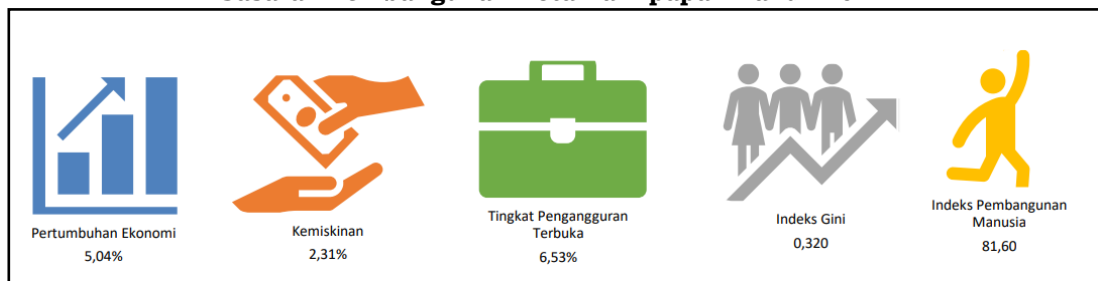 Pertumbuhan Ekonomi
5,04%
Kemiskinan
2,31%
Tingkat Pengangguran
Terbuka
6,53%
Indeks Gini
0,320
Indeks Pembangunan
Manusia
81,60